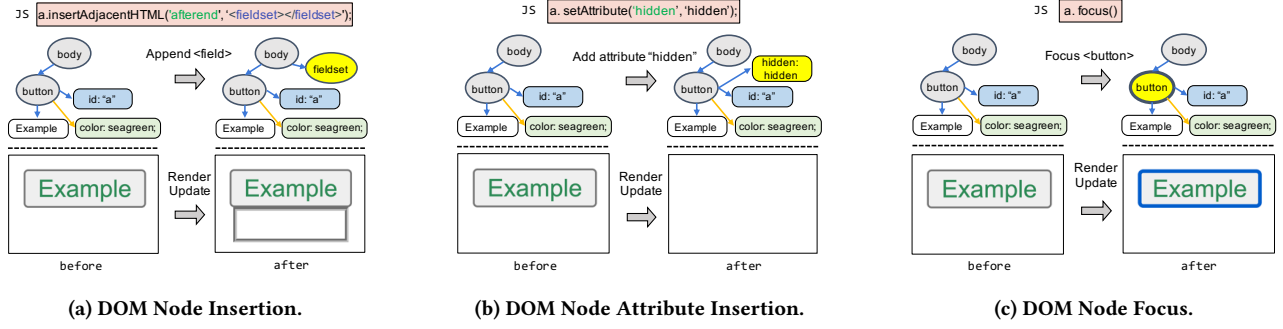 JS a.insertAdjacentHTML('afterend', '<fieldset></fieldset>');
body
Append <field>
body
fieldset
button
id: "a"
button
id: "a"
Example
color: seagreen;
Example
color: seagreen;
Example
Render
Update
Example
before
after
(a) DOM Node Insertion.
JS a. setAttribute('hidden', 'hidden');
body
Add attribute "hidden"
body
hidden:
hidden
button
id: "a"
button
id: "a"
Example
color: seagreen;
Example
color: seagreen;
Example
Render
Update
before
after
(b) DOM Node Attribute Insertion.
JS a. focus()
body
Focus <button>
body
button
id: "a"
button
id: "a"
Example
color: seagreen;
Example
color: seagreen;
Example
Render
Update
Example
before
after
(c) DOM Node Focus.